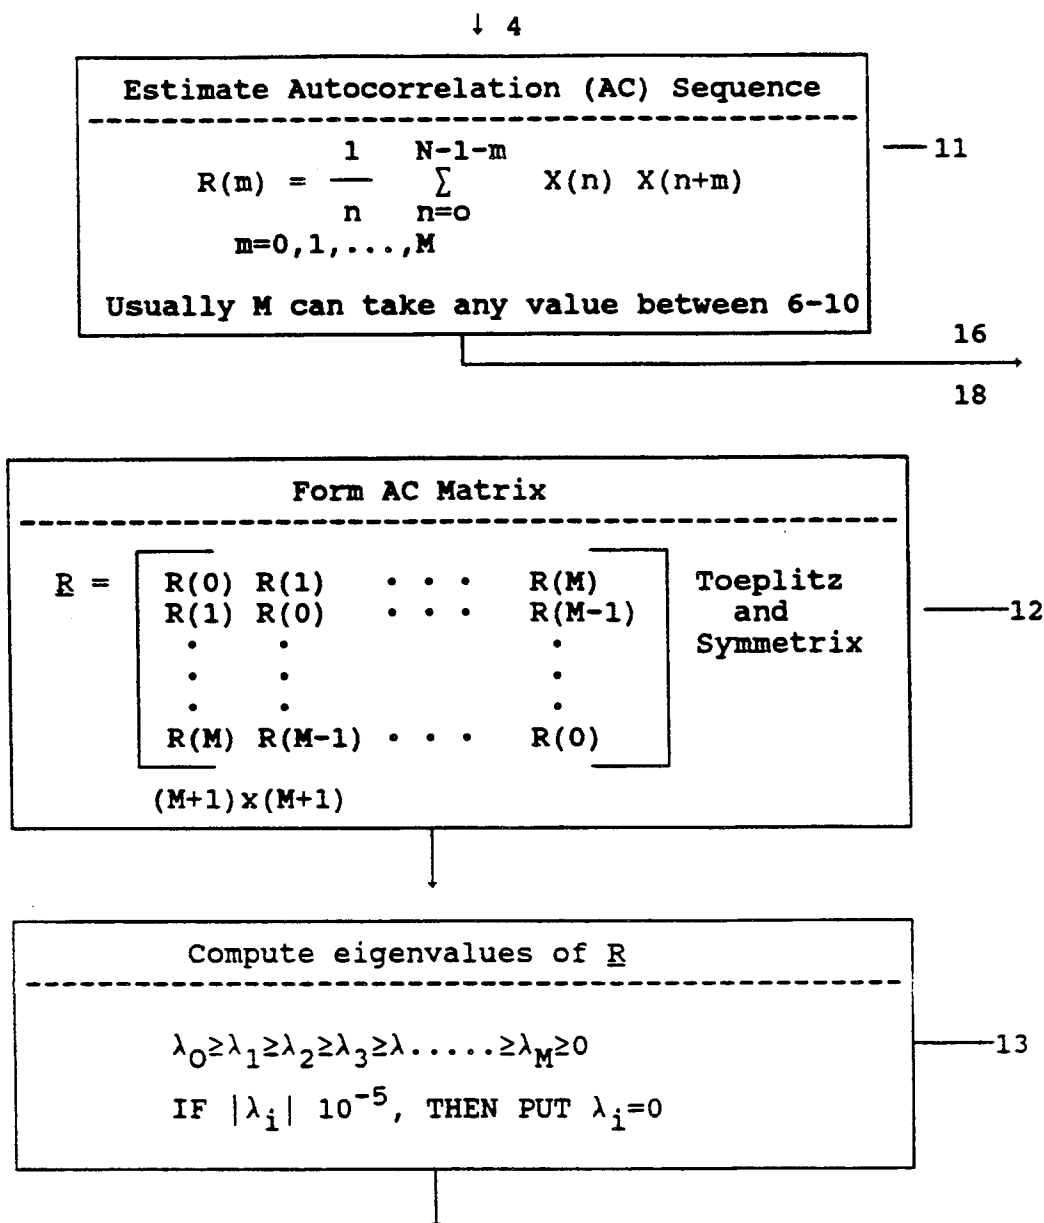 ↓ 4
Estimate Autocorrelation (AC) Sequence
1 N-1-m
R(m) = — ∑ X(n) X(n+m)
n n=o
m=0,1,...,M
Usually M can take any value between 6-10
11
16
18
Form AC Matrix
R = R(0) R(1) • • • R(M) Toeplitz
R(1) R(0) • • • R(M-1) and
• • • Symmetrix
• • •
• • •
R(M) R(M-1) • • • R(0)
(M+1)x(M+1)
12
Compute eigenvalues of R
λO≥λ1≥λ2≥λ3≥λ.....≥λM≥0
IF |λi| 10^-5, THEN PUT λi=0
13